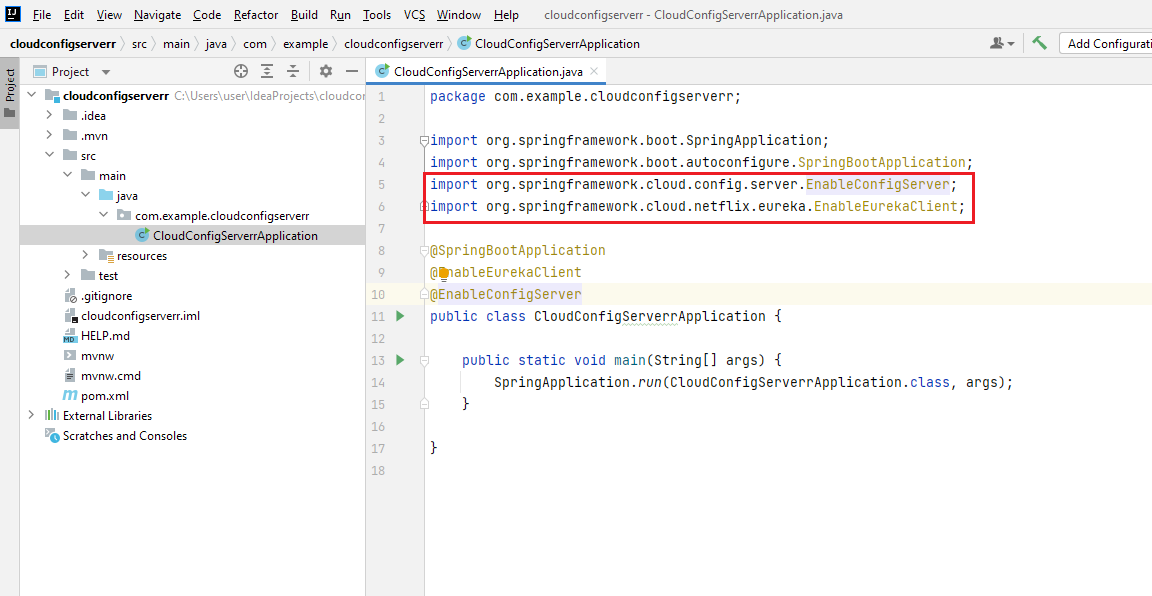 IJ File Edit View Navigate Code Refactor Build Run Tools VCS Window Help cloudconfigserverr - CloudConfigServerrApplication.java
cloudconfigserverr src main java com example cloudconfigserverr C CloudConfigServerrApplication Add Configurati
Project
Project
C CloudConfigServerrApplication.java
cloudconfigserverr C:\Users\user\IdeaProjects\cloudcor
.idea
.mvn
src
main
java
com.example.cloudconfigserverr
C CloudConfigServerrApplication
resources
test
.gitignore
cloudconfigserverr.iml
MD HELP.md
mvnw
mvnw.cmd
m pom.xml
External Libraries
Scratches and Consoles
1 package com.example.cloudconfigserverr;
2
3 import org.springframework.boot.SpringApplication;
4 import org.springframework.boot.autoconfigure.SpringBootApplication;
5 import org.springframework.cloud.config.server.EnableConfigServer;
6 import org.springframework.cloud.netflix.eureka.EnableEurekaClient;
7
8 @SpringBootApplication
9 @EnableEurekaClient
10 @EnableConfigServer
11 public class CloudConfigServerrApplication {
12
13 public static void main(String[] args) {
14 SpringApplication.run(CloudConfigServerrApplication.class, args);
15 }
16
17 }
18